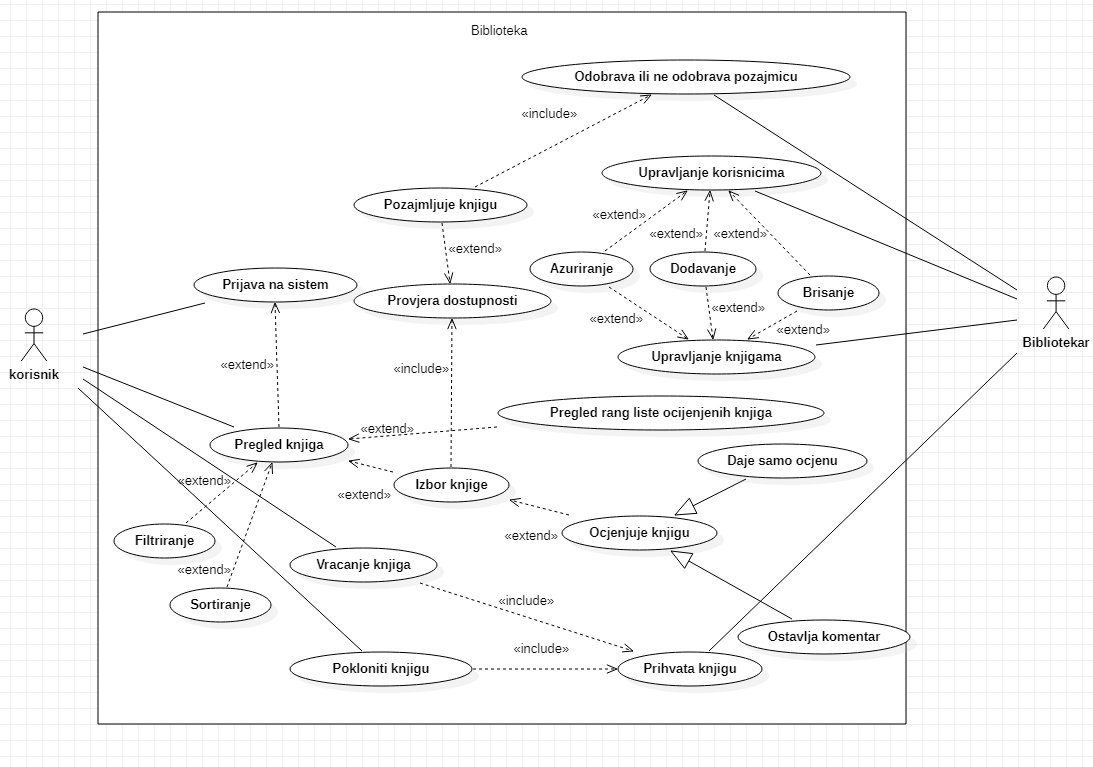 Biblioteka
Odobrava ili ne odobrava pozajmicu
«include»
Upravljanje korisnicima
Pozajmljuje knjigu
«extend»
«extend»
«extend»
«extend»
Azuriranje
Dodavanje
Prijava na sistem
Brisanje
Provjera dostupnosti
«extend»
«extend»
«extend»
Bibliotekar
Upravljanje knjigama
«extend»
«include»
korisnik
Pregled rang liste ocijenjenih knjiga
«extend»
Pregled knjiga
Daje samo ocjenu
«extend»
Izbor knjige
«extend»
Ocjenjuje knjigu
«extend»
Filtriranje
Vracanje knjiga
«extend»
«include»
Sortiranje
Ostavlja komentar
«include»
Pokloniti knjigu
Prihvata knjigu